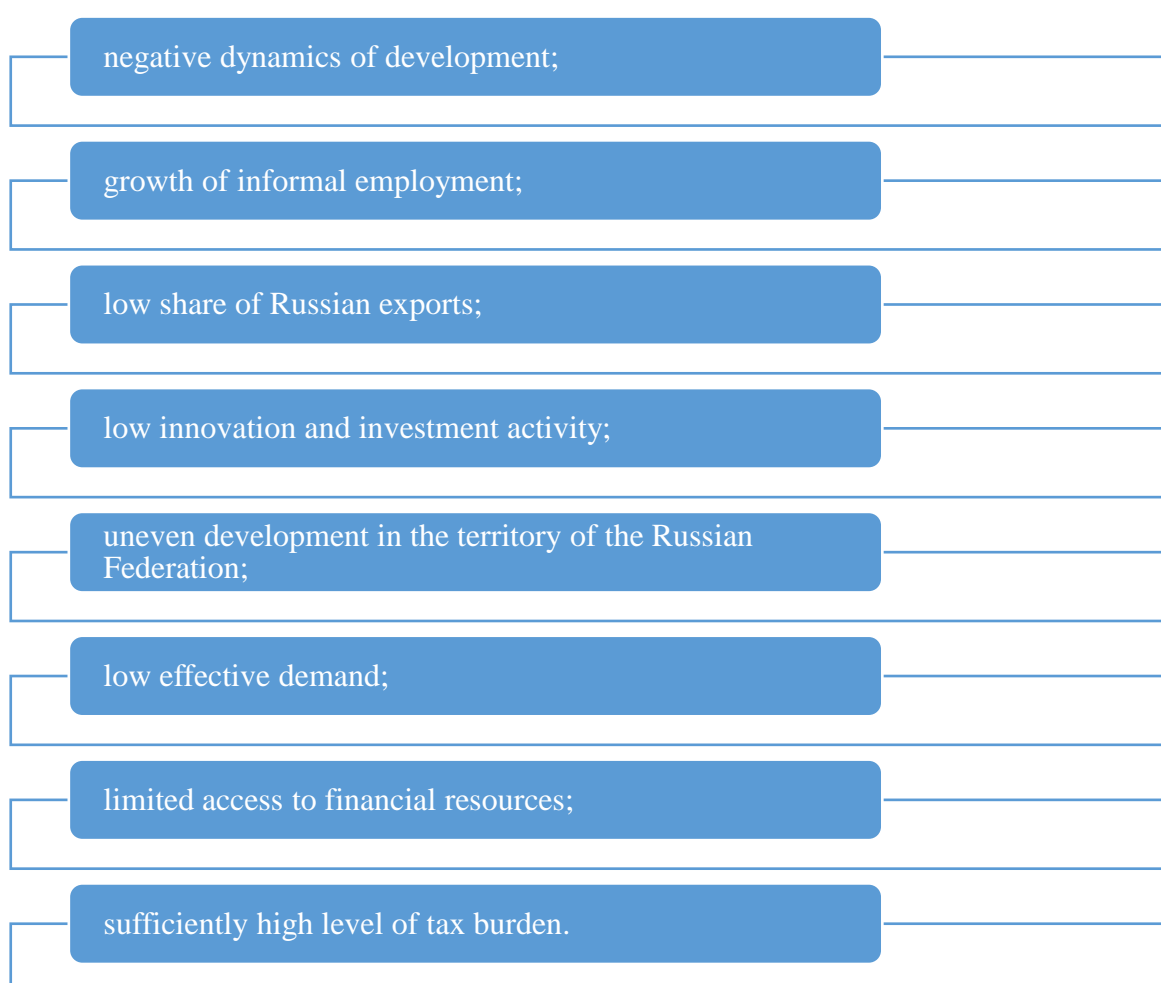 negative dynamics of development;
growth of informal employment;
low share of Russian exports;
low innovation and investment activity;
uneven development in the territory of the Russian
Federation;
low effective demand;
limited access to financial resources;
sufficiently high level of tax burden.